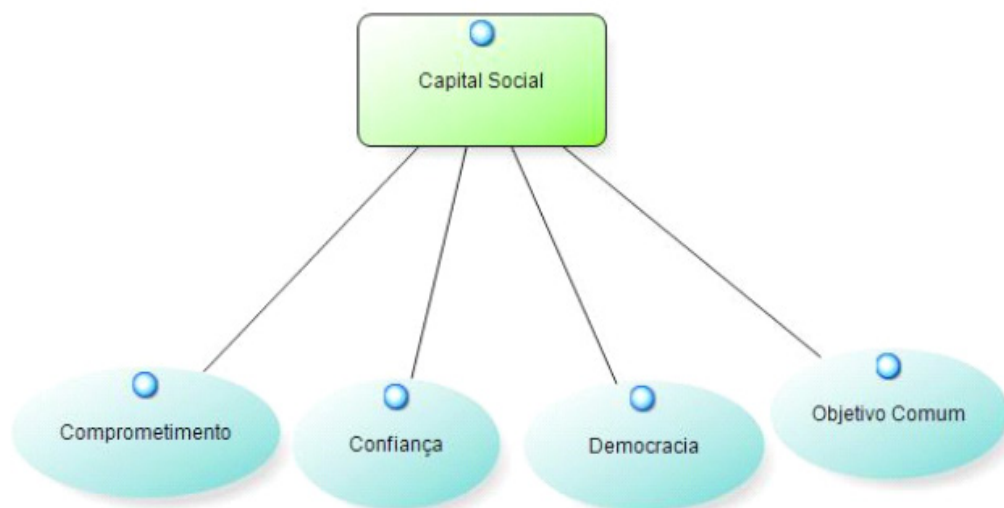 Capital Social
Comprometimento
Confiança
Democracia
Objetivo Comum